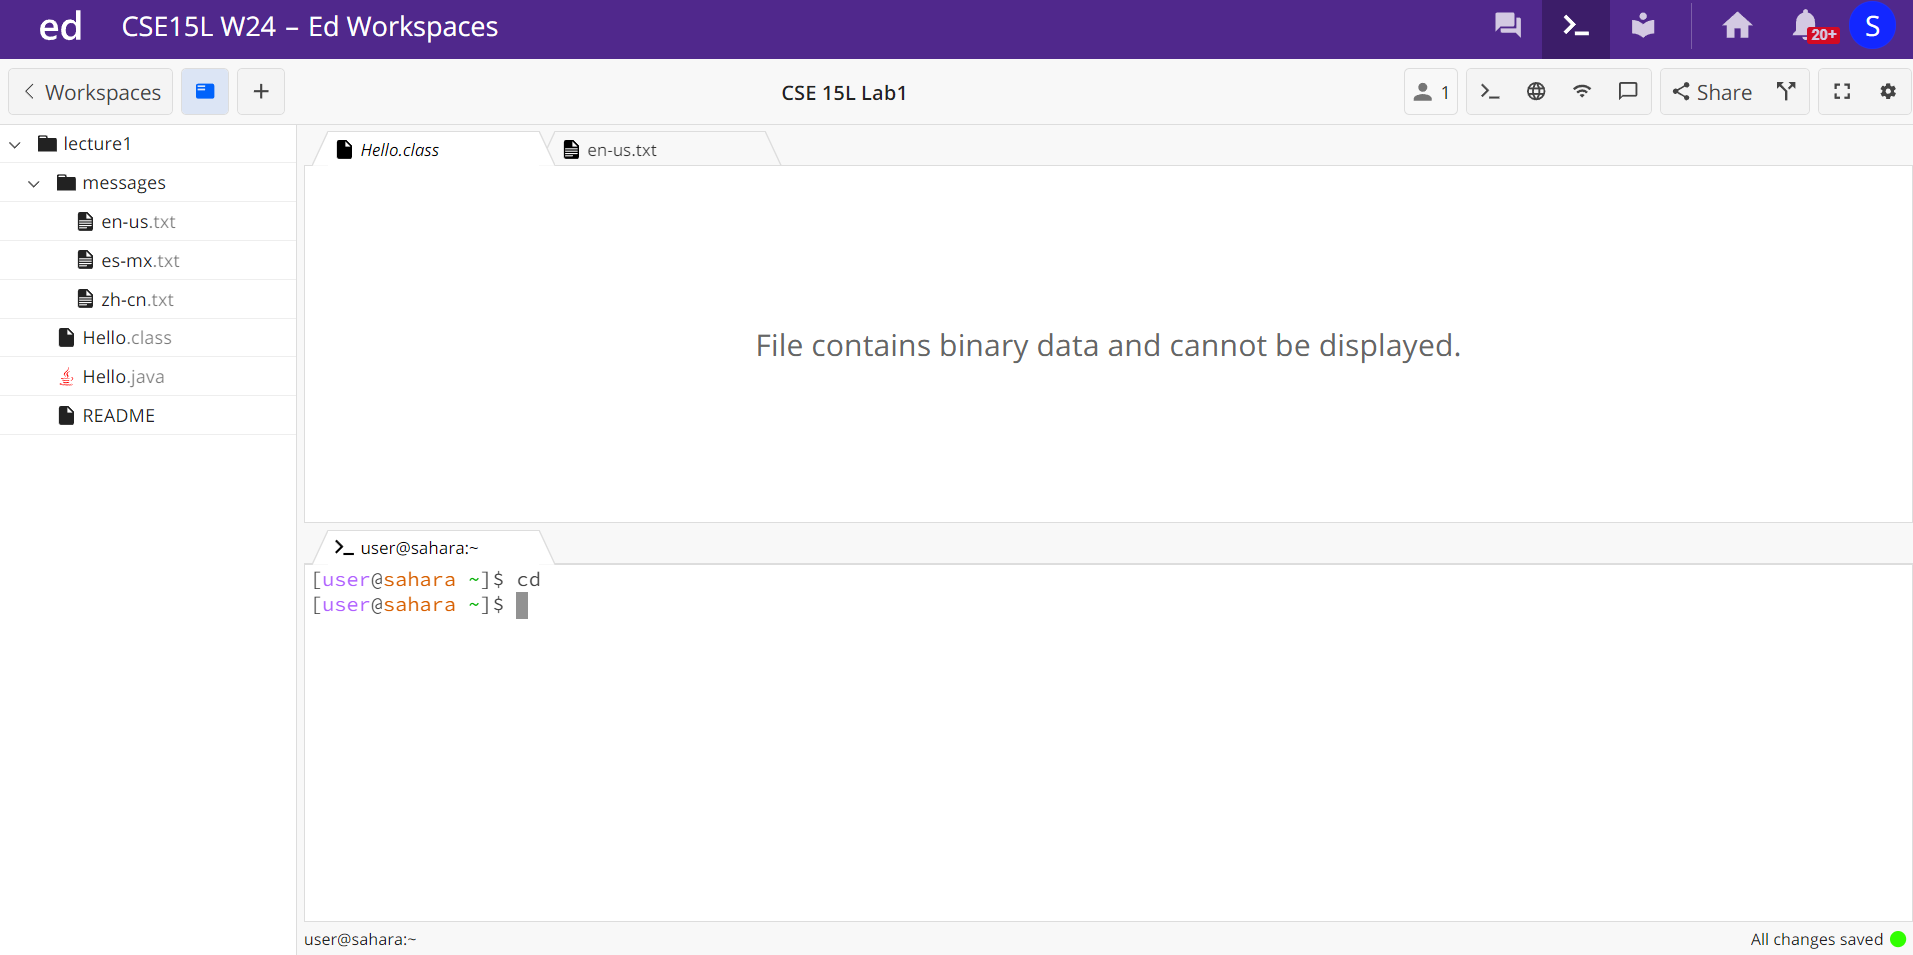 ed CSE15L W24 – Ed Workspaces 20+ S
Workspaces + CSE 15L Lab1 1 Share
lecture1
messages
en-us.txt
es-mx.txt
zh-cn.txt
Hello.class
Hello.java
README
Hello.class en-us.txt
File contains binary data and cannot be displayed.
user@sahara:~
[user@sahara ~]$ cd
[user@sahara ~]$
user@sahara:~ All changes saved